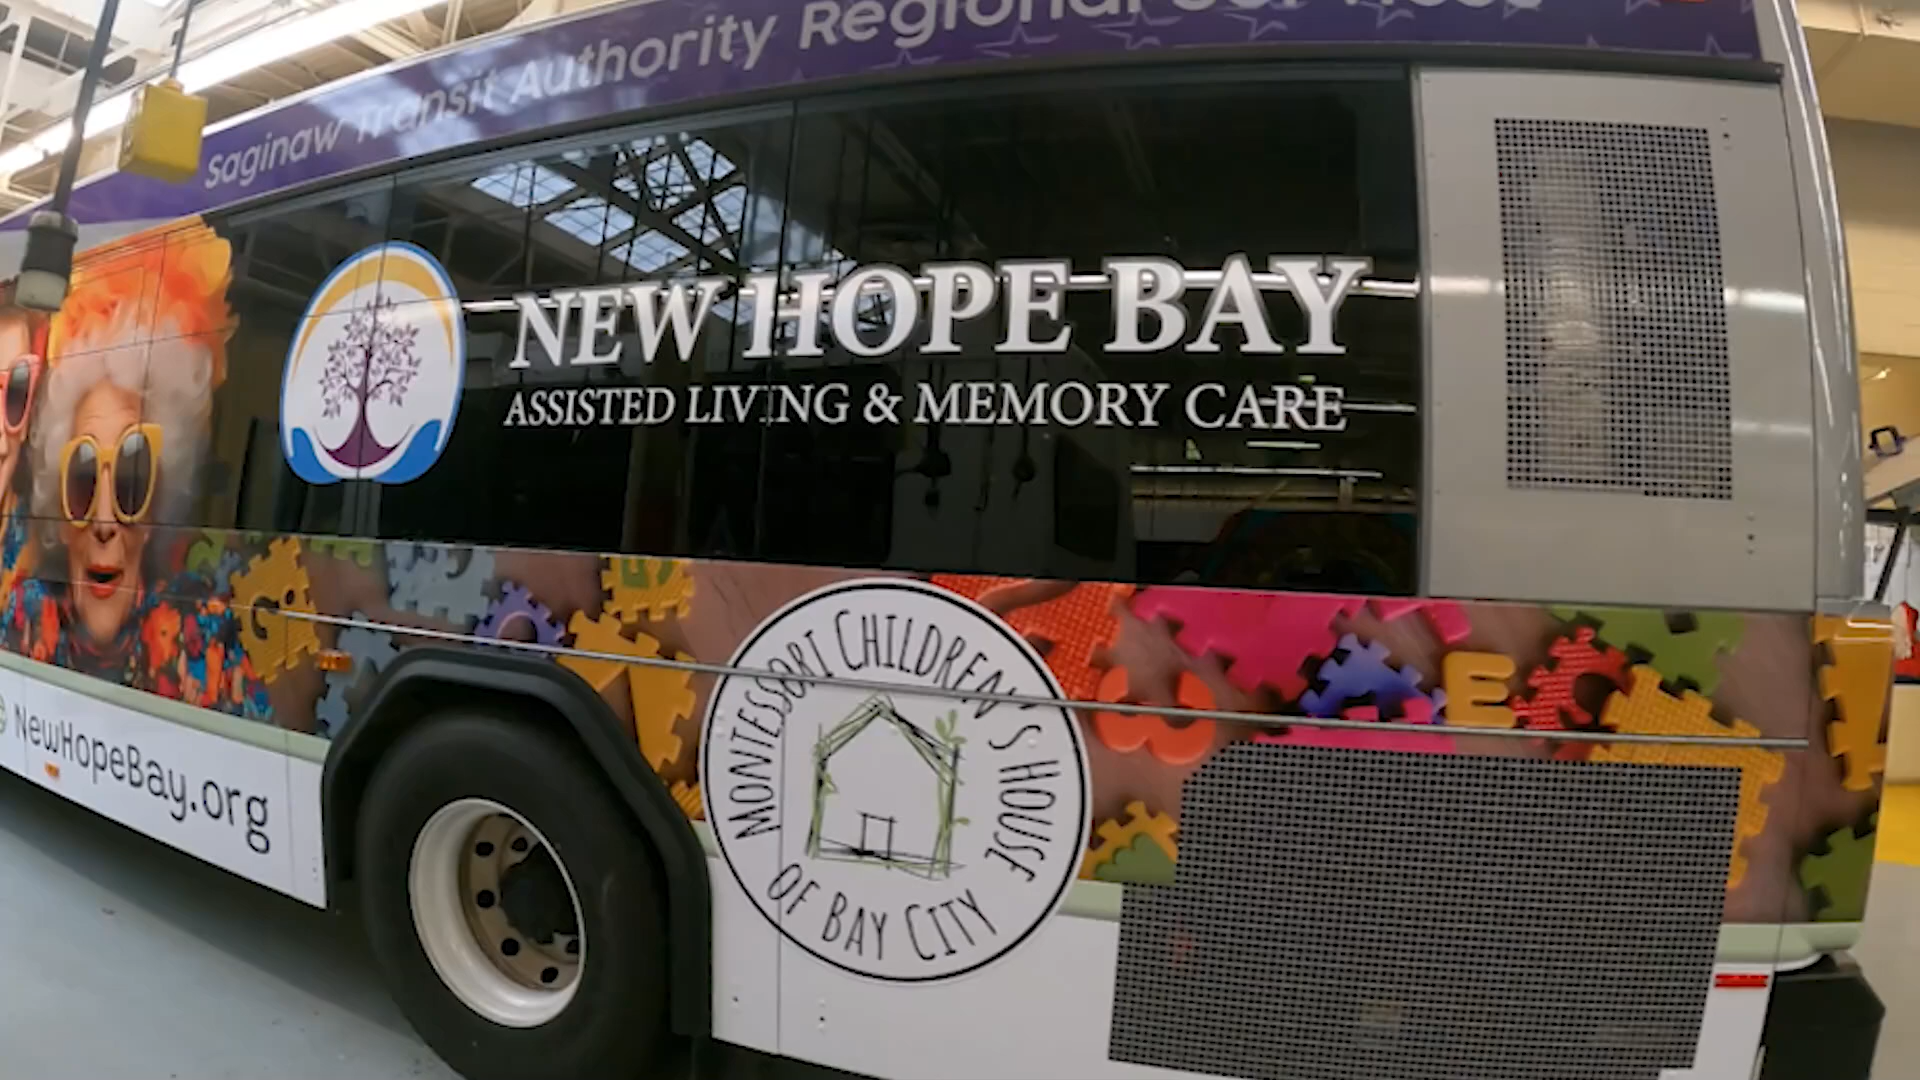 Saginaw Transit Authority Regional Services
NEW HOPE BAY
ASSISTED LIVING & MEMORY CARE
NewHopeBay.org
MONTESSORI CHILDREN'S HOUSE
OF BAY CITY
G
E
E